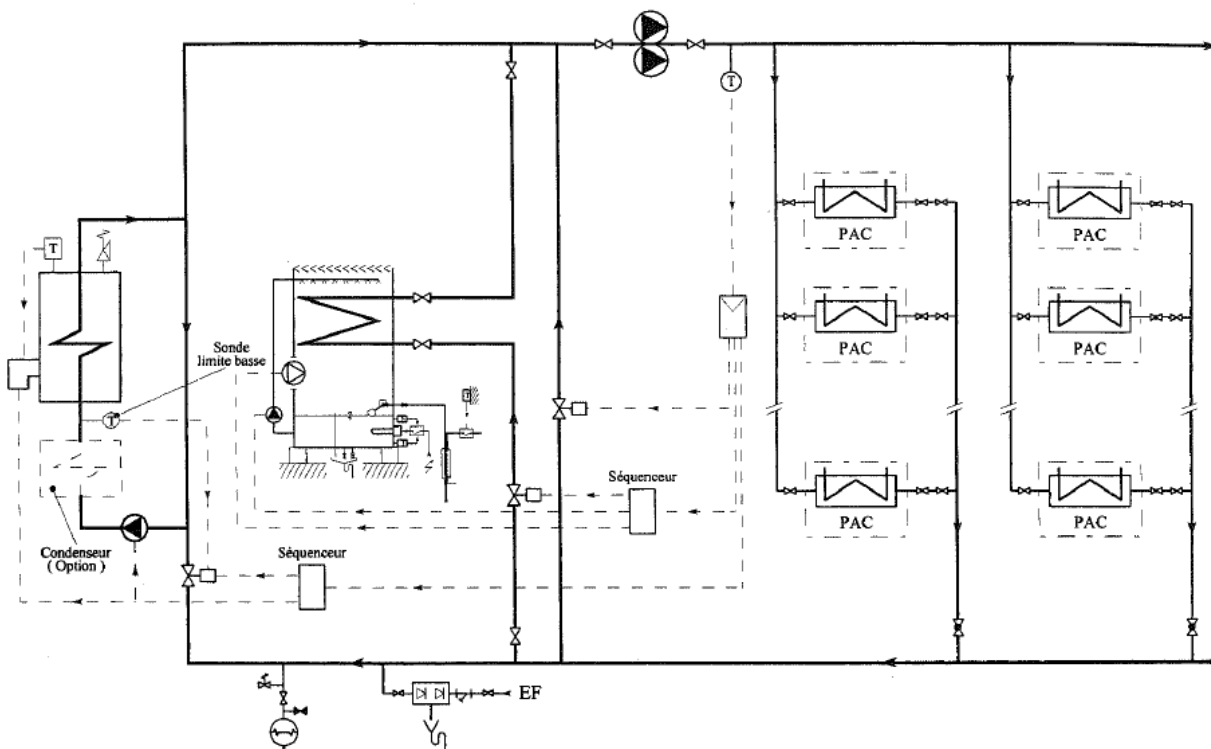 T
PAC
PAC
T
Sonde
limite basse
PAC
PAC
T
T
Séquenceur
PAC
PAC
Condenseur
( Option )
Séquenceur
EF